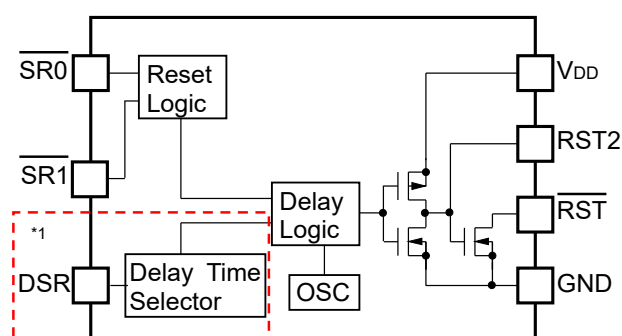 SR0
Reset
Logic
VDD
RST2
SR1
Delay
Logic
RST
*1
DSR
Delay Time
Selector
OSC
GND